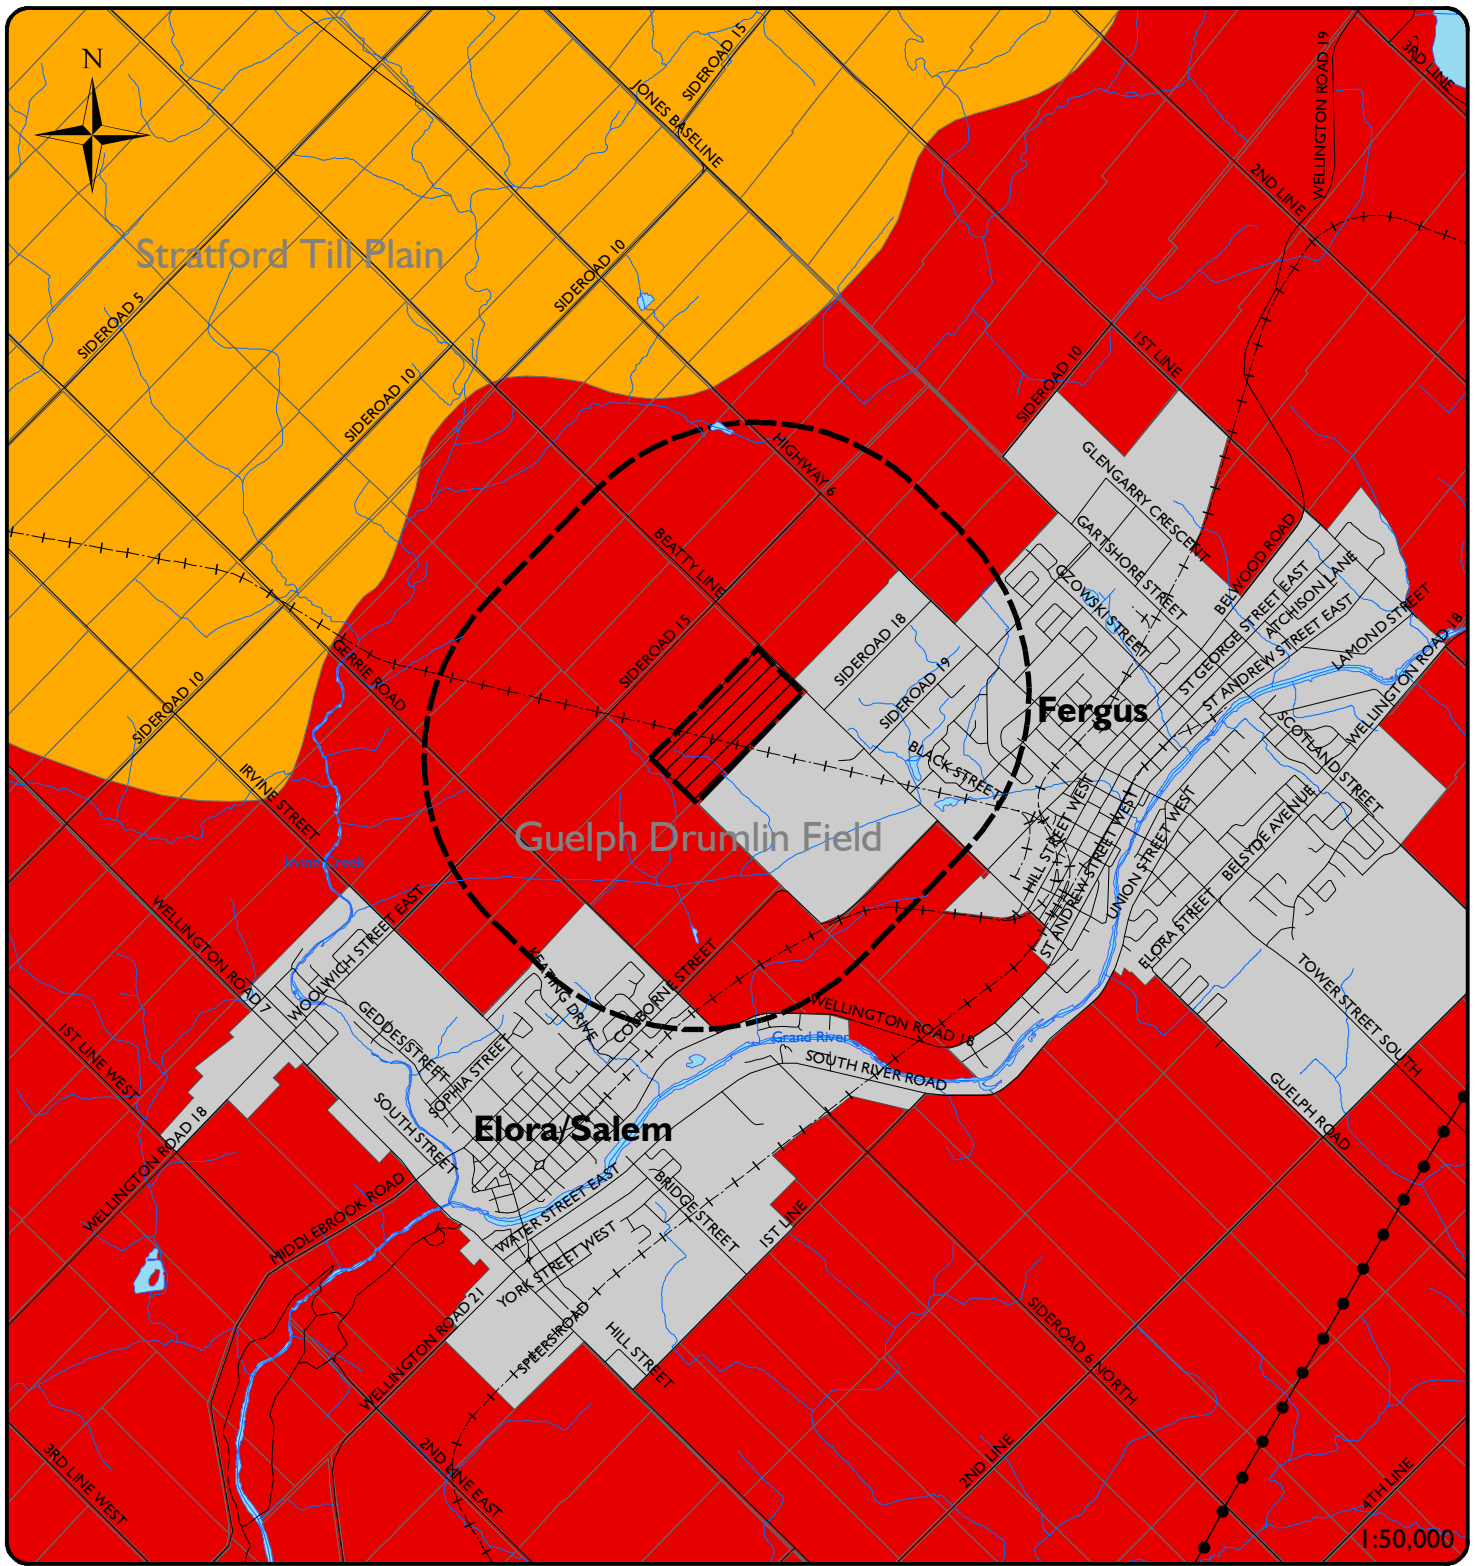 SIDEROAD 15
WELLINGTON ROAD 19
3RD LINE
N
JONES BASELINE
2ND LINE
Stratford Till Plain
SIDEROAD 5
SIDEROAD 10
1ST LINE
SIDEROAD 10
SIDEROAD 10
HIGHWAY 6
GLENGARRY CRESCENT
BEATTY LINE
GARTSHORE STREET
BELWOOD ROAD
GZOWSKI STREET
ST GEORGE STREET EAST
AITCHISON LANE
ST ANDREW STREET EAST
LAMOND STREET
WELLINGTON ROAD 18
SIDEROAD 15
SIDEROAD 18
SIDEROAD 19
GERRIE ROAD
SIDEROAD 10
Fergus
SCOTLAND STREET
BLACK STREET
IRVINE STREET
HILL STREET WEST
ST ANDREW STREET WEST
UNION STREET WEST
BELSYDE AVENUE
Guelph Drumlin Field
Irvine Creek
WELLINGTON ROAD 7
WOOLWICH STREET EAST
ELORA STREET
KEATING DRIVE
COLBORNE STREET
TOWER STREET SOUTH
WELLINGTON ROAD 18
Grand River
SOUTH RIVER ROAD
GEDDES STREET
SOPHIA STREET
1ST LINE WEST
SOUTH STREET
GUELPH ROAD
Elora/Salem
WELLINGTON ROAD 18
MIDDLEBROOK ROAD
WATER STREET EAST
BRIDGE STREET
1ST LINE
YORK STREET WEST
WELLINGTON ROAD 21
SPEERS ROAD
HILL STREET
SIDEROAD 6 NORTH
2ND LINE EAST
3RD LINE WEST
2ND LINE
4TH LINE
1:50,000